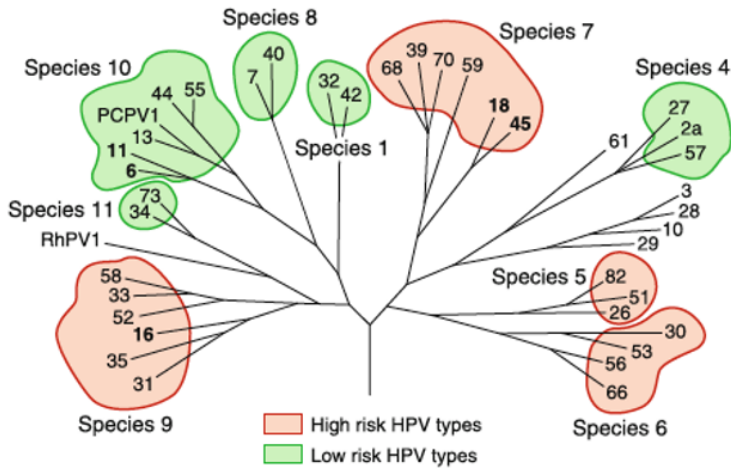 Species 8
Species 7
Species 10
Species 4
40
7
39
70
59
68
32
42
18
45
44
55
PCPV1
13
11
6
Species 1
61
27
2a
57
Species 11
73
34
RhPV1
3
28
10
29
Species 5
82
51
26
58
33
52
16
35
31
30
53
56
66
Species 9
Species 6
High risk HPV types
Low risk HPV types